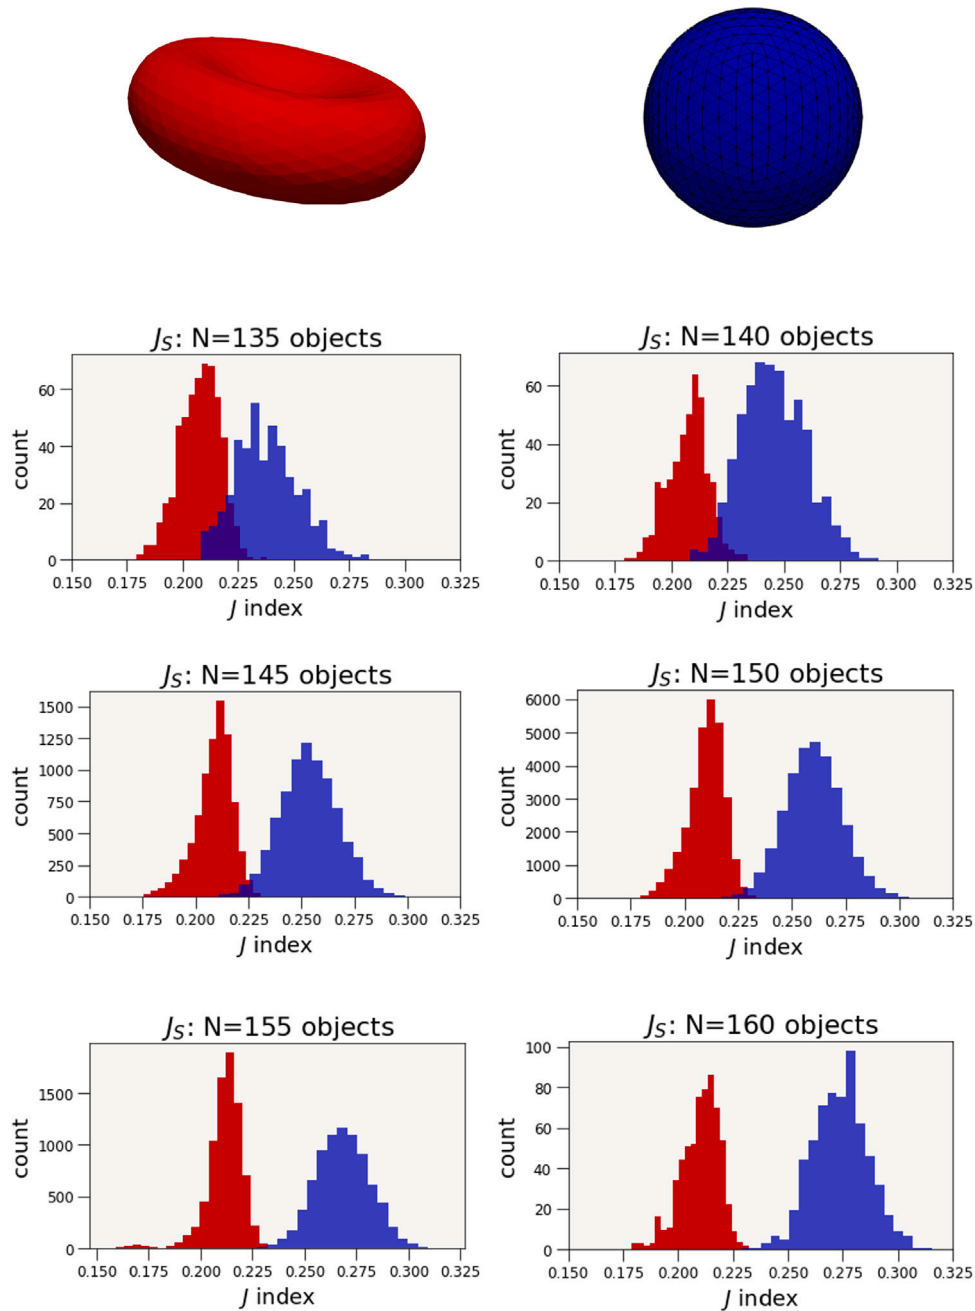 J_S: N=135 objects
60
40
20
0
count
0.150 0.175 0.200 0.225 0.250 0.275 0.300 0.325
J index
J_S: N=140 objects
60
40
20
0
count
0.150 0.175 0.200 0.225 0.250 0.275 0.300 0.325
J index
J_S: N=145 objects
1500
1250
1000
750
500
250
0
count
0.150 0.175 0.200 0.225 0.250 0.275 0.300 0.325
J index
J_S: N=150 objects
6000
5000
4000
3000
2000
1000
0
count
0.150 0.175 0.200 0.225 0.250 0.275 0.300 0.325
J index
J_S: N=155 objects
1500
1000
500
0
count
0.150 0.175 0.200 0.225 0.250 0.275 0.300 0.325
J index
J_S: N=160 objects
100
80
60
40
20
0
count
0.150 0.175 0.200 0.225 0.250 0.275 0.300 0.325
J index